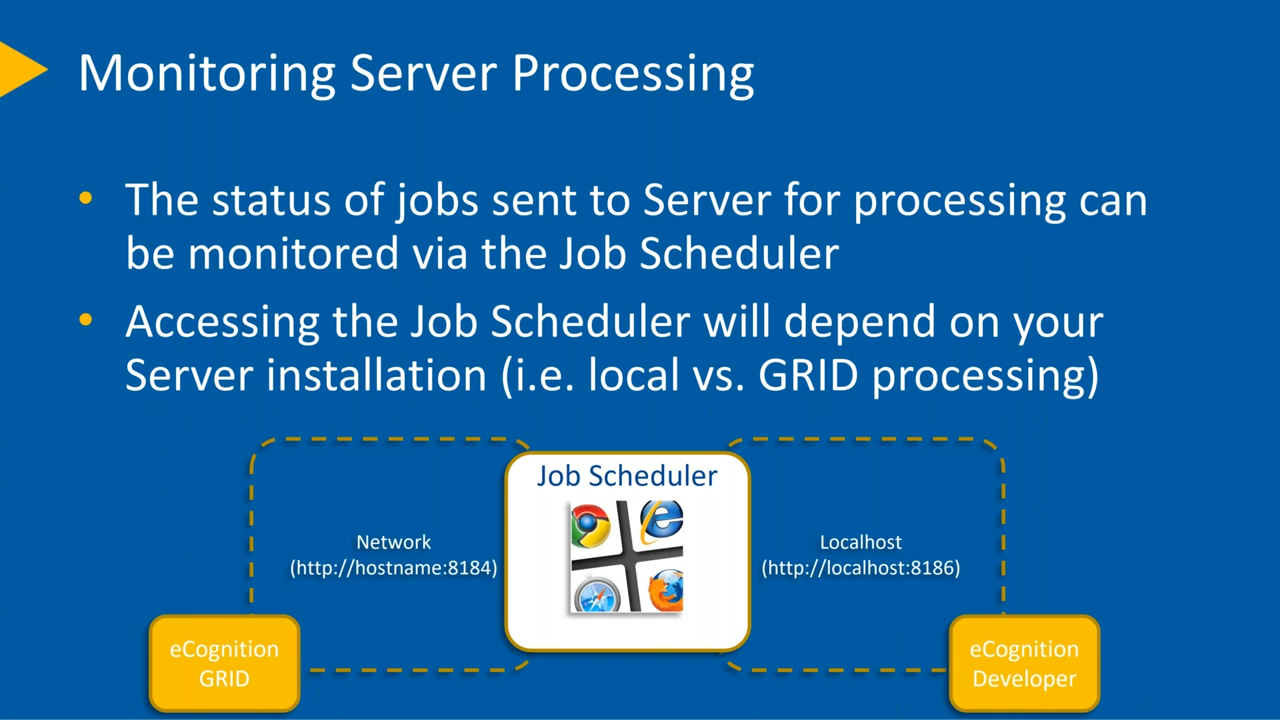 Monitoring Server Processing
• The status of jobs sent to Server for processing can
be monitored via the Job Scheduler
• Accessing the Job Scheduler will depend on your
Server installation (i.e. local vs. GRID processing)
Job Scheduler
Network
(http://hostname:8184)
Localhost
(http://localhost:8186)
eCognition
GRID
eCognition
Developer